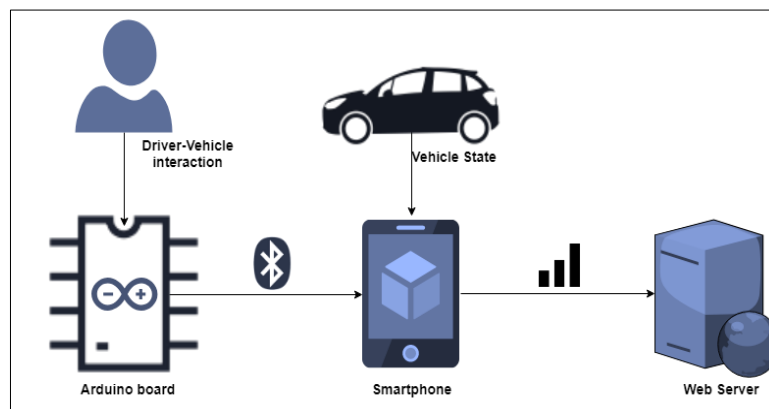 Driver-Vehicle
interaction
Vehicle State
Arduino board
Smartphone
Web Server